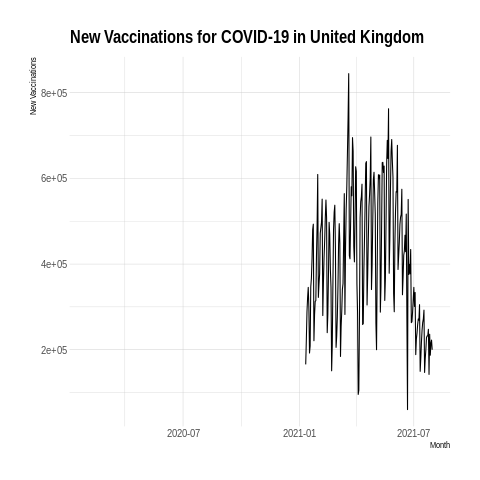 New Vaccinations for COVID-19 in United Kingdom
New Vaccinations
8e+05
6e+05
4e+05
2e+05
2020-07
2021-01
2021-07
Month